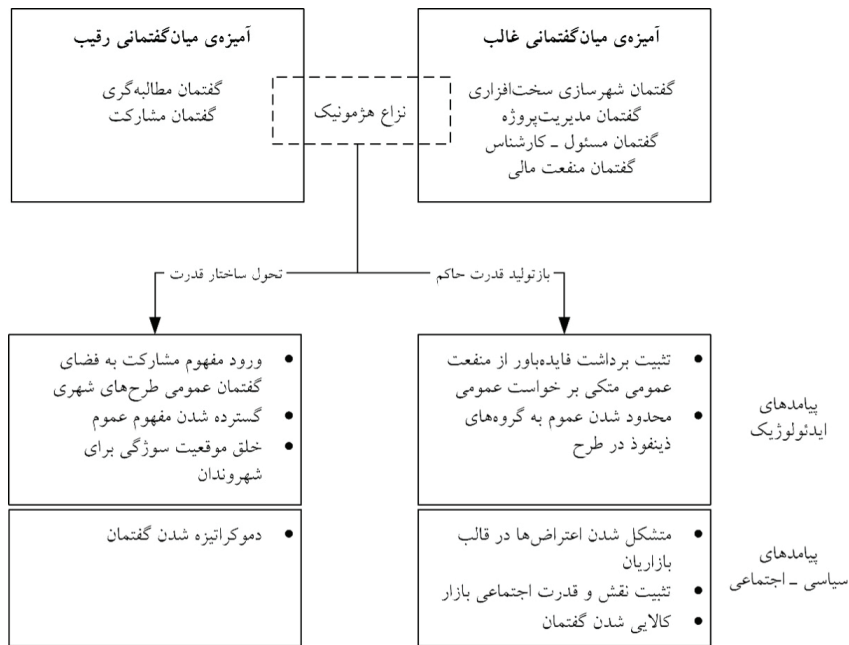 آمیزه‌ی میان‌گفتمانی غالب
گفتمان شهرسازی سخت‌افزاری
گفتمان مدیریت‌پروژه
گفتمان مسئول ـ کارشناس
گفتمان منفعت مالی
نزاع هژمونیک
آمیزه‌ی میان‌گفتمانی رقیب
گفتمان مطالبه‌گری
گفتمان مشارکت
بازتولید قدرت حاکم
تحول ساختار قدرت
پیامدهای
ایدئولوژیک
• تثبیت برداشت فایده‌باور از منفعت
عمومی متکی بر خواست عمومی
• محدود شدن عموم به گروه‌های
ذینفوذ در طرح
• ورود مفهوم مشارکت به فضای
گفتمان عمومی طرح‌های شهری
• گسترده شدن مفهوم عموم
• خلق موقعیت سوژگی برای
شهروندان
پیامدهای
سیاسی ـ اجتماعی
• متشکل شدن اعتراض‌ها در قالب
بازاریان
• تثبیت نقش و قدرت اجتماعی بازار
• کالایی شدن گفتمان
• دموکراتیزه شدن گفتمان